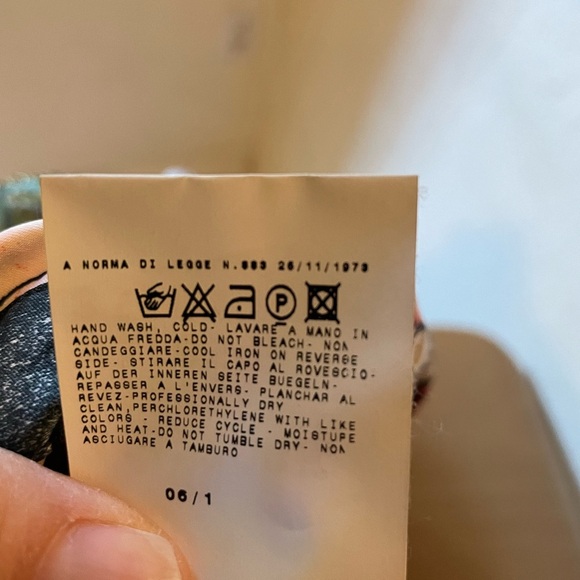 A NORMA DI LEGGE N.883 26/11/1973
P
HAND WASH, COLD- LAVARE A MANO IN
ACQUA FREDDA-DO NOT BLEACH- NON
CANDEGGIARE-COOL IRON ON REVERSE
SIDE- STIRARE IL CAPO AL ROVESCIO-
AUF DER INNEREN SEITE BUEGELN-
REPASSER A L'ENVERS- PLANCHAR AL
REVEZ-PROFESSIONALLY DRY
CLEAN,PERCHLORETHYLENE WITH LIKE
COLORS - REDUCE CYCLE - MOISTUPE
AND HEAT-DO NOT TUMBLE DRY- NON
ASCIUGARE A TAMBURO
06/1